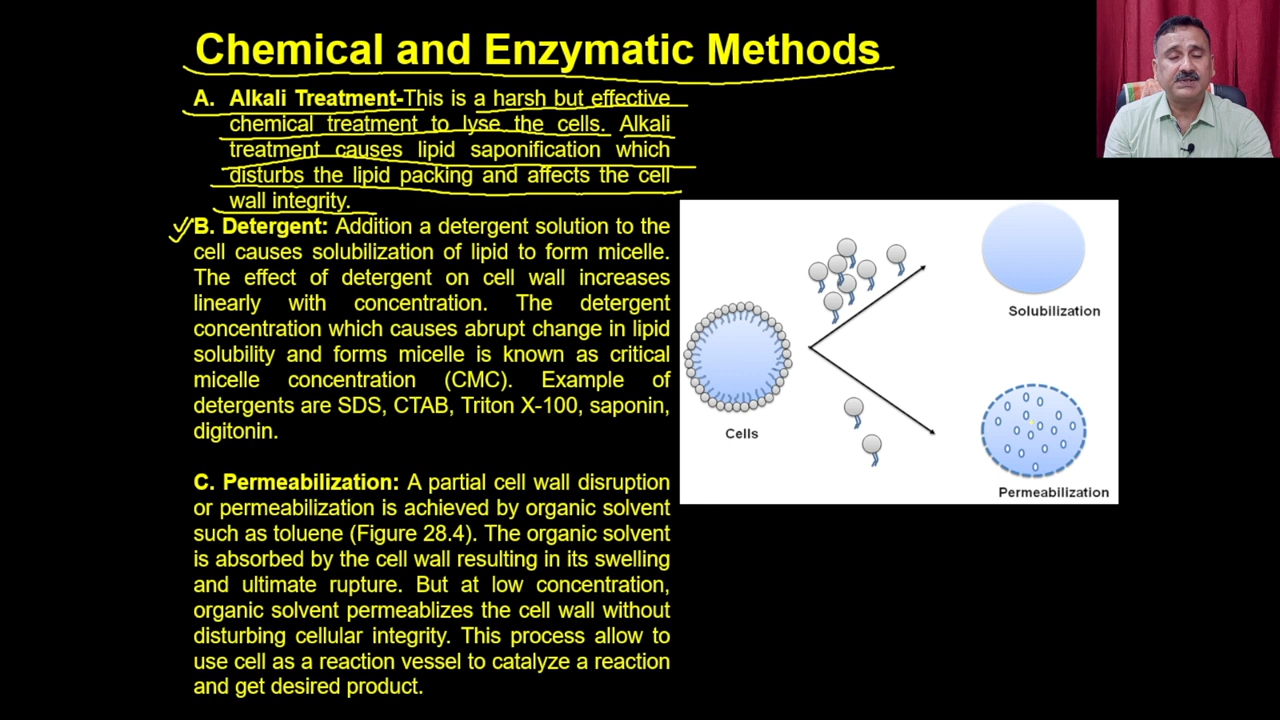 Chemical and Enzymatic Methods
A. Alkali Treatment-This is a harsh but effective
chemical treatment to lyse the cells. Alkali
treatment causes lipid saponification which
disturbs the lipid packing and affects the cell
wall integrity.
B. Detergent: Addition a detergent solution to the
cell causes solubilization of lipid to form micelle.
The effect of detergent on cell wall increases
linearly with concentration. The detergent
concentration which causes abrupt change in lipid
solubility and forms micelle is known as critical
micelle concentration (CMC). Example of
detergents are SDS, CTAB, Triton X-100, saponin,
digitonin.
C. Permeabilization: A partial cell wall disruption
or permeabilization is achieved by organic solvent
such as toluene (Figure 28.4). The organic solvent
is absorbed by the cell wall resulting in its swelling
and ultimate rupture. But at low concentration,
organic solvent permeablizes the cell wall without
disturbing cellular integrity. This process allow to
use cell as a reaction vessel to catalyze a reaction
and get desired product.
Cells
Solubilization
Permeabilization